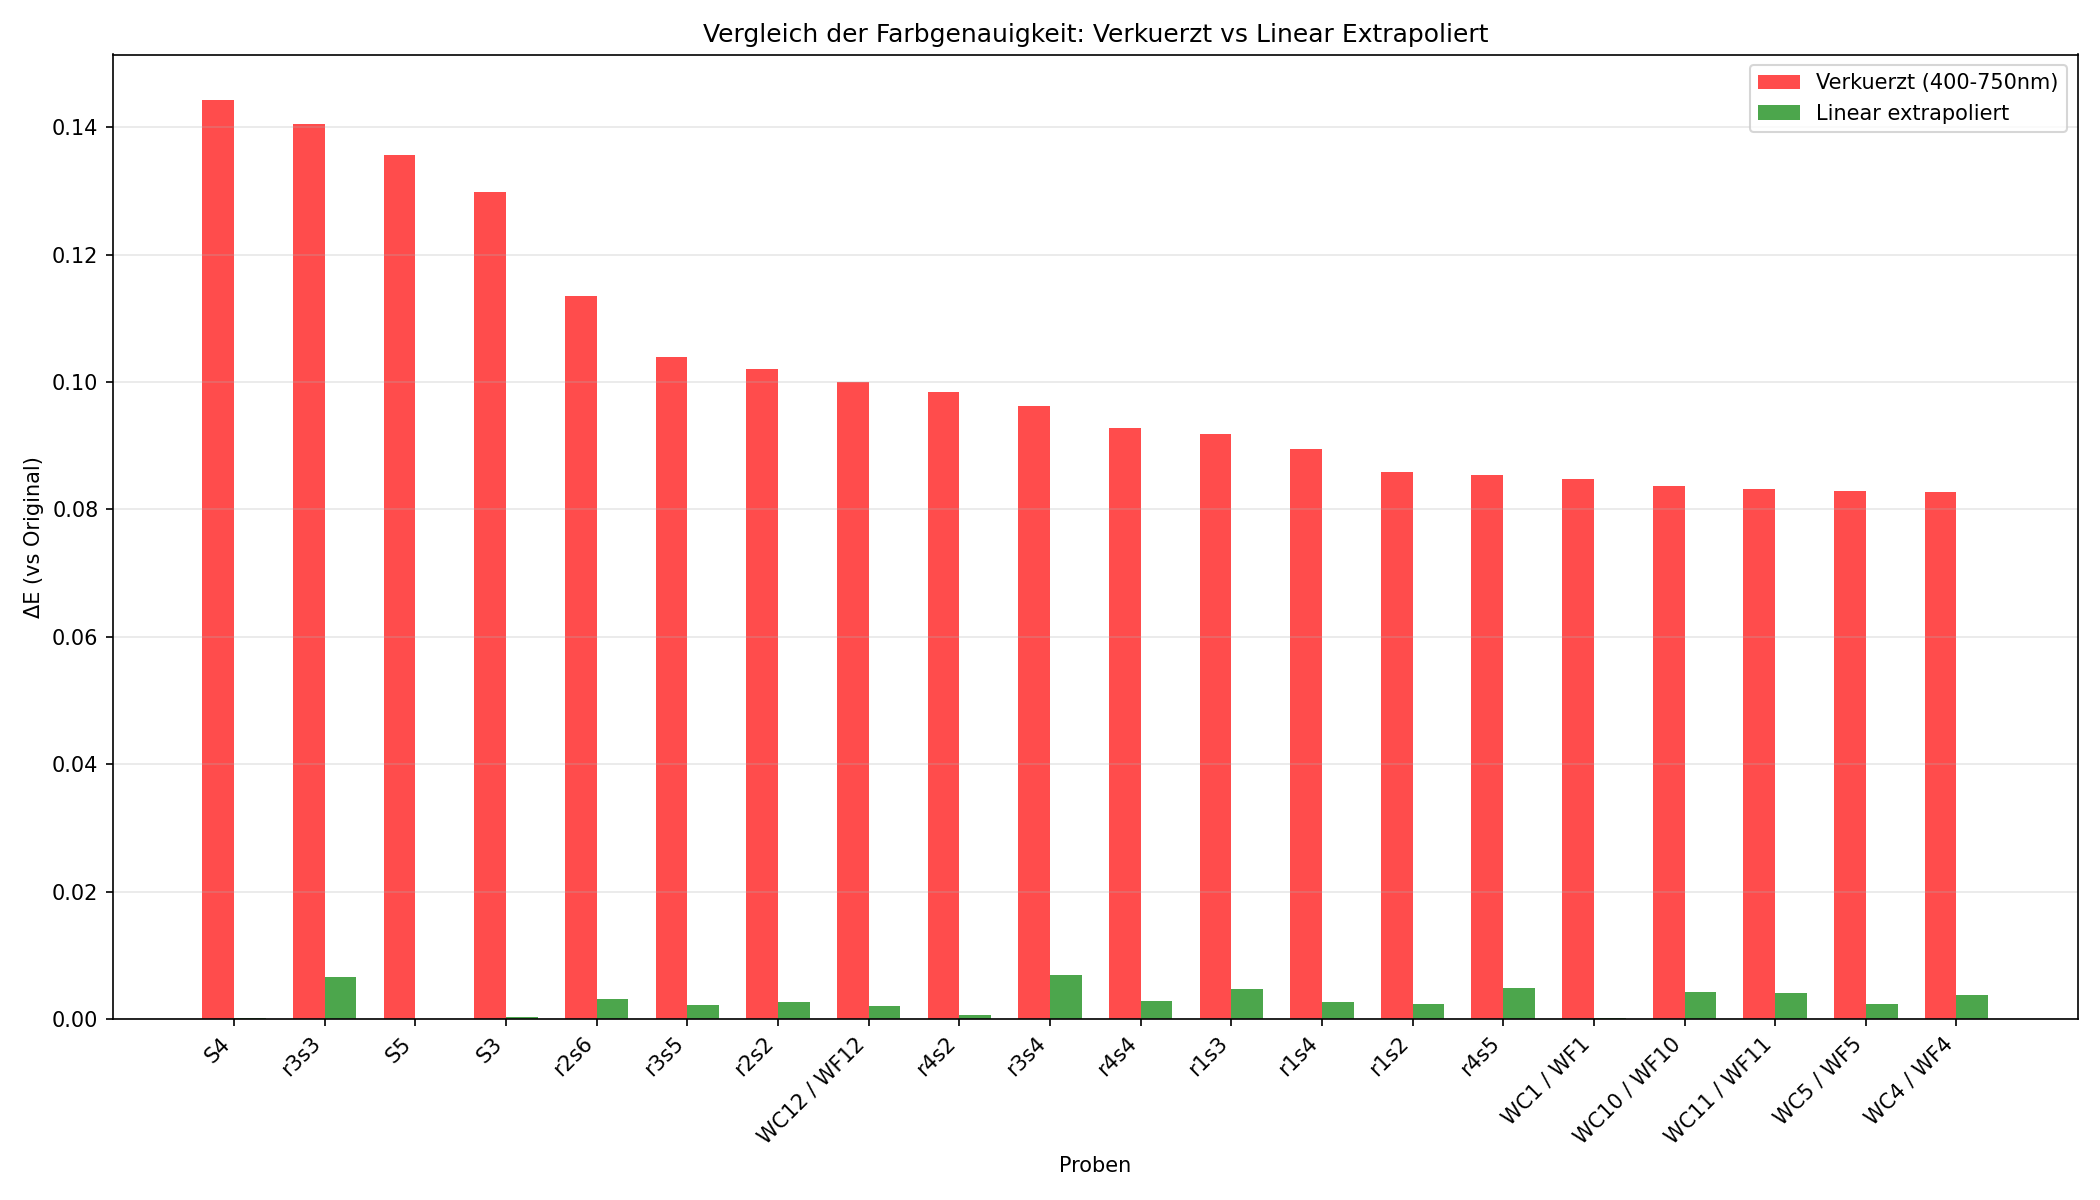 Vergleich der Farbgenauigkeit: Verkuerzt vs Linear Extrapoliert
Verkuerzt (400-750nm)
Linear extrapoliert
ΔE (vs Original)
0.14
0.12
0.10
0.08
0.06
0.04
0.02
0.00
S4
r3s3
S5
S3
r2s6
r3s5
r2s2
WC12 / WF12
r4s2
r3s4
r4s4
r1s3
r1s4
r1s2
r4s5
WC1 / WF1
WC10 / WF10
WC11 / WF11
WC5 / WF5
WC4 / WF4
Proben